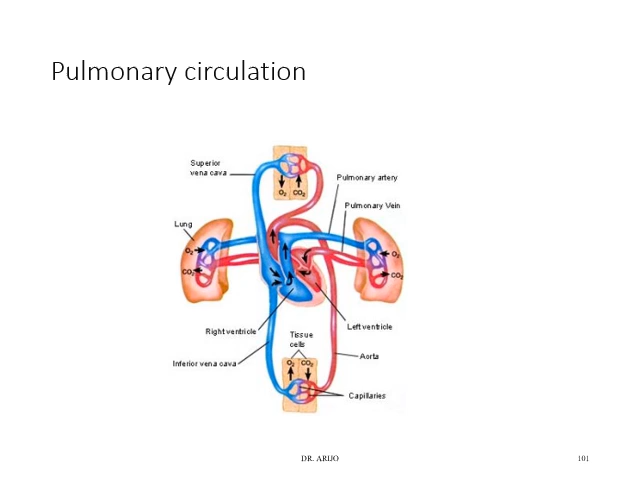 Pulmonary circulation
Superior
vena cava
O2 CO2
Pulmonary artery
Pulmonary Vein
Lung
O2
CO2
O2
CO2
Right ventricle
Left ventricle
Tissue
cells
Inferior vena cava
Aorta
O2 CO2
Capillaries
DR. ARIJO
101